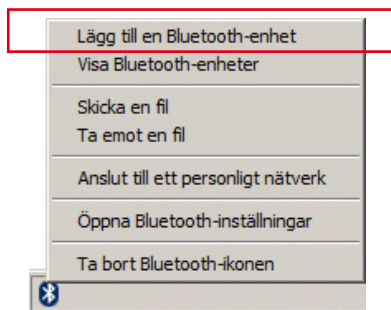 Lägg till en Bluetooth-enhet
Visa Bluetooth-enheter
Skicka en fil
Ta emot en fil
Anslut till ett personligt nätverk
Öppna Bluetooth-inställningar
Ta bort Bluetooth-ikonen